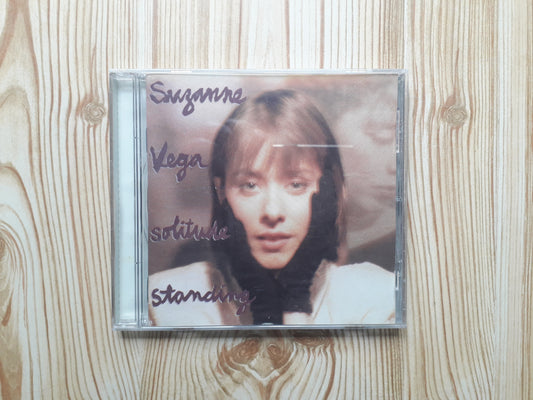 Suzanne
Vega
solitude
standing